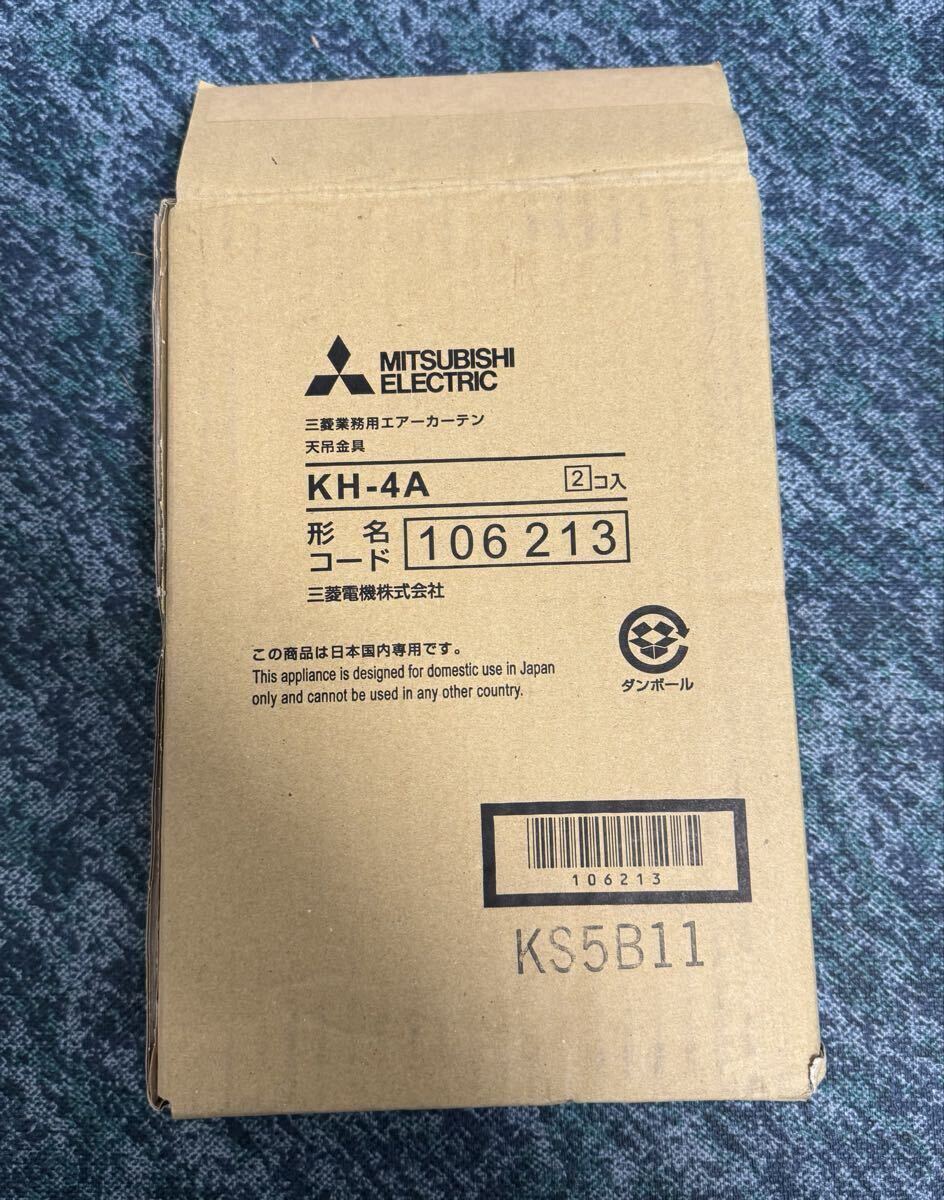 MITSUBISHI
ELECTRIC
三菱業務用エアーカーテン
天吊金具
KH-4A 2コ入
形名
コード 106 213
三菱電機株式会社
この商品は日本国内専用です。
This appliance is designed for domestic use in Japan
only and cannot be used in any other country.
ダンボール
106213
KS5B11